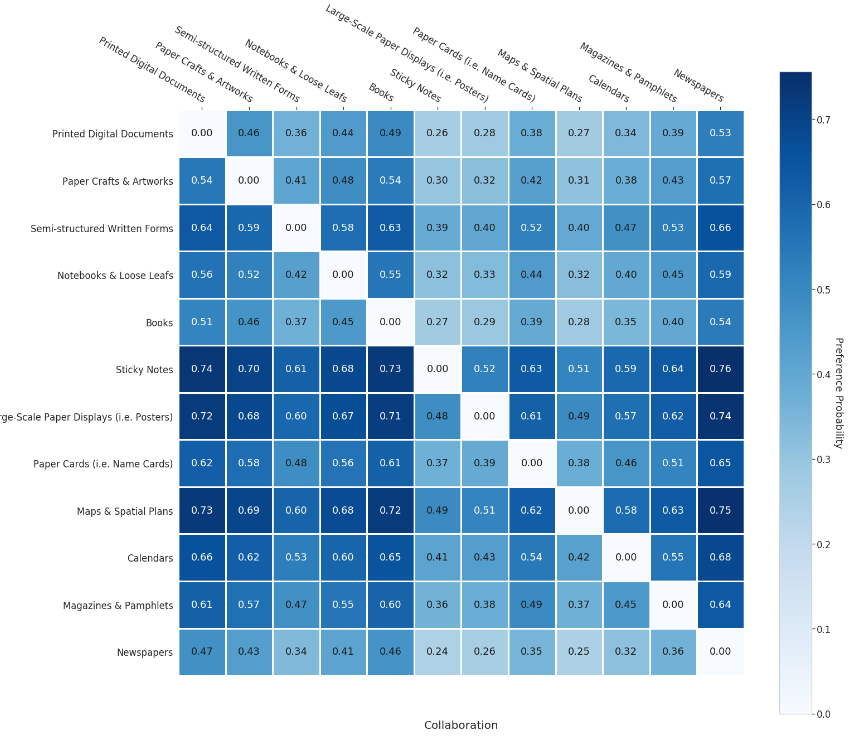 Printed Digital Documents
Paper Crafts & Artworks
Semi-structured Written Forms
Notebooks & Loose Leafs
Books
Sticky Notes
Large-Scale Paper Displays (i.e. Posters)
Paper Cards (i.e. Name Cards)
Maps & Spatial Plans
Calendars
Magazines & Pamphlets
Newspapers
Printed Digital Documents 0.00 0.46 0.36 0.44 0.49 0.26 0.28 0.38 0.27 0.34 0.39 0.53
Paper Crafts & Artworks 0.54 0.00 0.41 0.48 0.54 0.30 0.32 0.42 0.31 0.38 0.43 0.57
Semi-structured Written Forms 0.64 0.59 0.00 0.58 0.63 0.39 0.40 0.52 0.40 0.47 0.53 0.66
Notebooks & Loose Leafs 0.56 0.52 0.42 0.00 0.55 0.32 0.33 0.44 0.32 0.40 0.45 0.59
Books 0.51 0.46 0.37 0.45 0.00 0.27 0.29 0.39 0.28 0.35 0.40 0.54
Sticky Notes 0.74 0.70 0.61 0.68 0.73 0.00 0.52 0.63 0.51 0.59 0.64 0.76
rge-Scale Paper Displays (i.e. Posters) 0.72 0.68 0.60 0.67 0.71 0.48 0.00 0.61 0.49 0.57 0.62 0.74
Paper Cards (i.e. Name Cards) 0.62 0.58 0.48 0.56 0.61 0.37 0.39 0.00 0.38 0.46 0.51 0.65
Maps & Spatial Plans 0.73 0.69 0.60 0.68 0.72 0.49 0.51 0.62 0.00 0.58 0.63 0.75
Calendars 0.66 0.62 0.53 0.60 0.65 0.41 0.43 0.54 0.42 0.00 0.55 0.68
Magazines & Pamphlets 0.61 0.57 0.47 0.55 0.60 0.36 0.38 0.49 0.37 0.45 0.00 0.64
Newspapers 0.47 0.43 0.34 0.41 0.46 0.24 0.26 0.35 0.25 0.32 0.36 0.00
Collaboration
0.7
0.6
0.5
0.4
0.3
0.2
0.1
0.0
Preference Probability